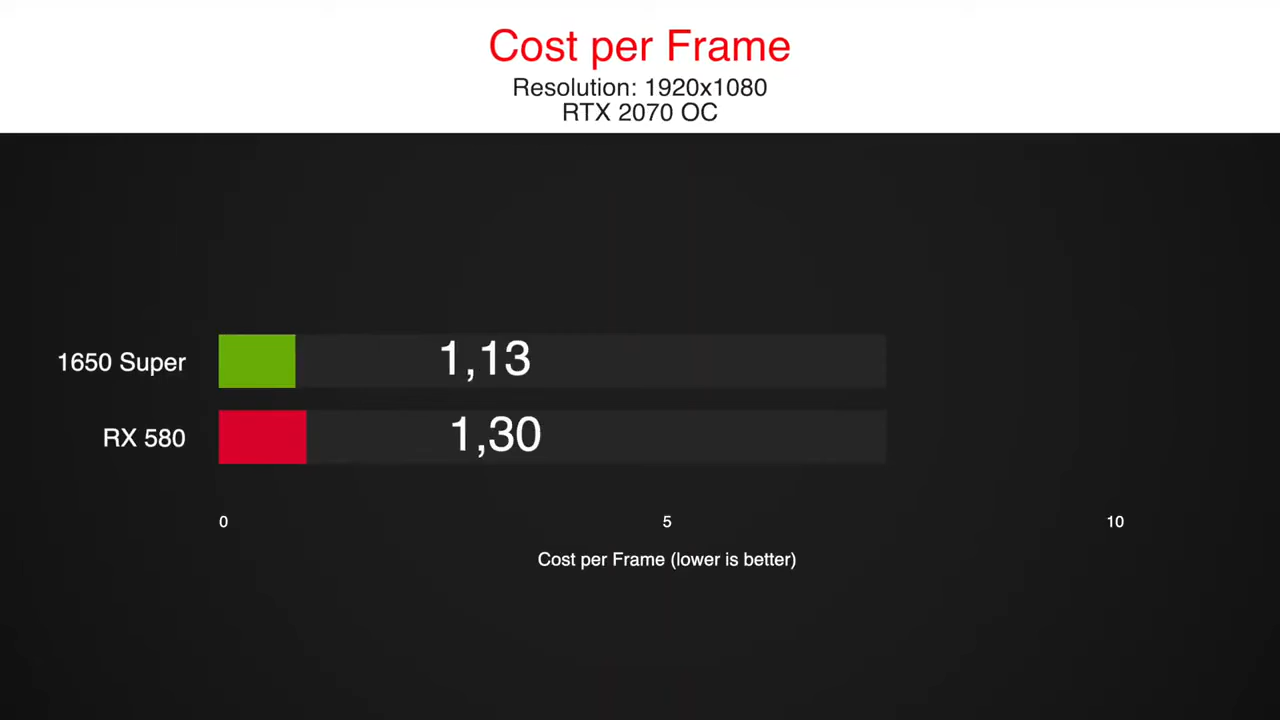 Cost per Frame
Resolution: 1920x1080
RTX 2070 OC
1650 Super
1,13
RX 580
1,30
0
5
10
Cost per Frame (lower is better)